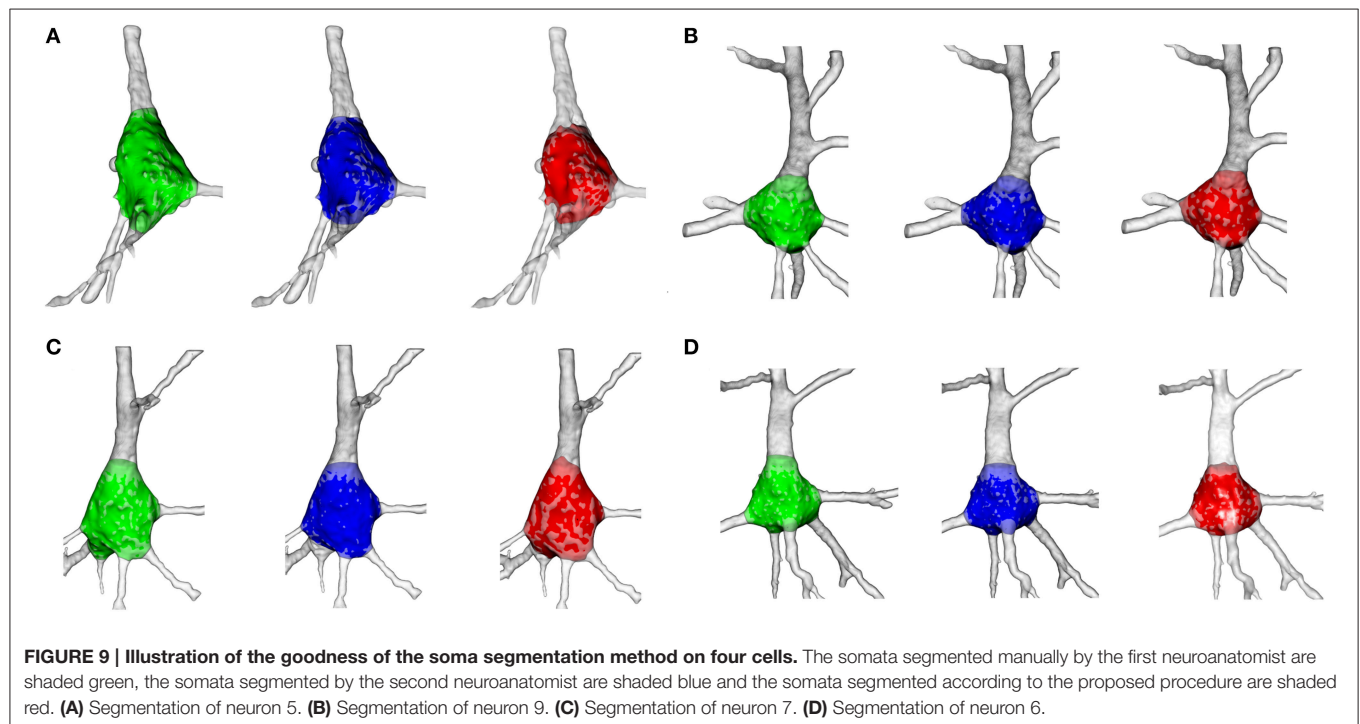 A
B
C
D
FIGURE 9 | Illustration of the goodness of the soma segmentation method on four cells. The somata segmented manually by the first neuroanatomist are
shaded green, the somata segmented by the second neuroanatomist are shaded blue and the somata segmented according to the proposed procedure are shaded
red. (A) Segmentation of neuron 5. (B) Segmentation of neuron 9. (C) Segmentation of neuron 7. (D) Segmentation of neuron 6.